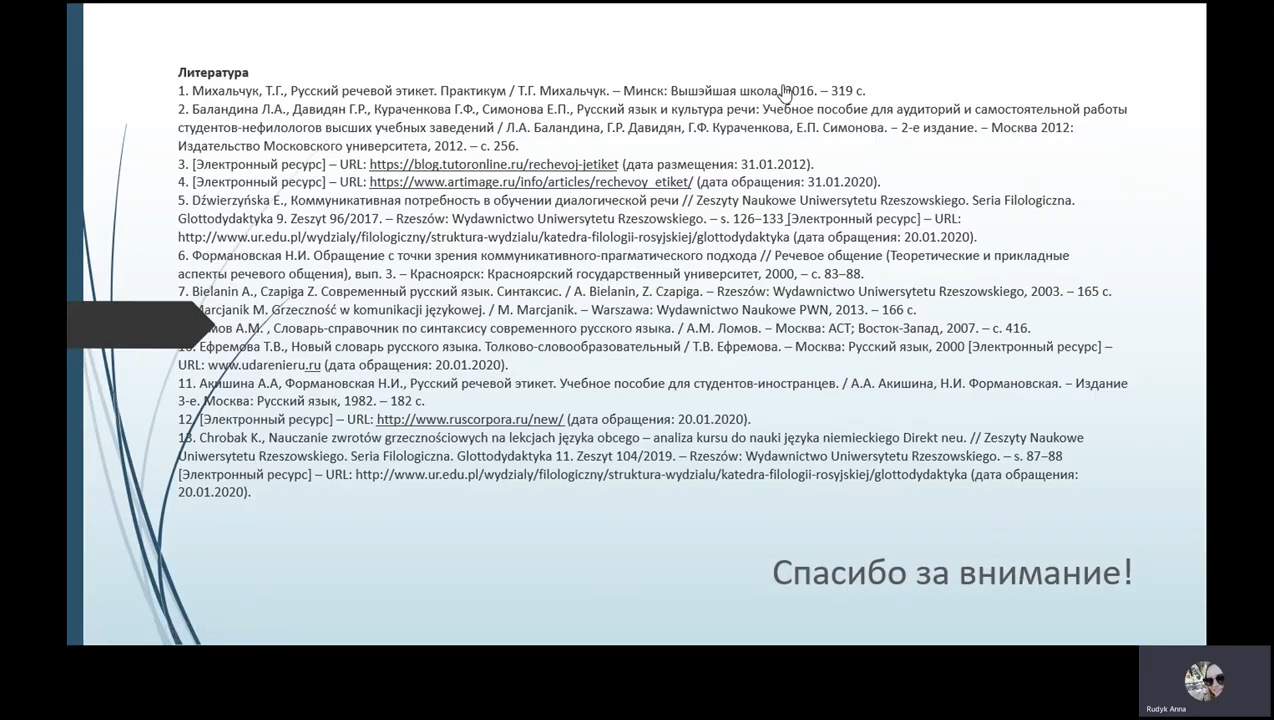 Литература
1. Михальчук, Т.Г., Русский речевой этикет. Практикум / Т.Г. Михальчук. – Минск: Вышэйшая школа, 2016. – 319 с.
2. Баландина Л.А., Давидян Г.Р., Кураченкова Г.Ф., Симонова Е.П., Русский язык и культура речи: Учебное пособие для аудиторий и самостоятельной работы
студентов-нефилологов высших учебных заведений / Л.А. Баландина, Г.Р. Давидян, Г.Ф. Кураченкова, Е.П. Симонова. – 2-е издание. – Москва 2012:
Издательство Московского университета, 2012. – с. 256.
3. [Электронный ресурс] – URL: https://blog.tutoronline.ru/rechevoj-jetiket (дата размещения: 31.01.2012).
4. [Электронный ресурс] – URL: https://www.artimage.ru/info/articles/rechevoy_etiket/ (дата обращения: 31.01.2020).
5. Dźwierzyńska E., Коммуникативная потребность в обучении диалогической речи // Zeszyty Naukowe Uniwersytetu Rzeszowskiego. Seria Filologiczna.
Glottodydaktyka 9. Zeszyt 96/2017. – Rzeszów: Wydawnictwo Uniwersytetu Rzeszowskiego. – s. 126–133 [Электронный ресурс] – URL:
http://www.ur.edu.pl/wydzialy/filologiczny/struktura-wydzialu/katedra-filologii-rosyjskiej/glottodydaktyka (дата обращения: 20.01.2020).
6. Формановская Н.И. Обращение с точки зрения коммуникативного-прагматического подхода // Речевое общение (Теоретические и прикладные
аспекты речевого общения), вып. 3. – Красноярск: Красноярский государственный университет, 2000, – с. 83–88.
7. Bielanin A., Czapiga Z. Современный русский язык. Синтаксис. / A. Bielanin, Z. Czapiga. – Rzeszów: Wydawnictwo Uniwersytetu Rzeszowskiego, 2003. – 165 с.
Marcjanik M. Grzeczność w komunikacji językowej. / M. Marcjanik. – Warszawa: Wydawnictwo Naukowe PWN, 2013. – 166 с.
А.М. , Словарь-справочник по синтаксису современного русского языка. / А.М. Ломов. – Москва: АСТ; Восток-Запад, 2007. – с. 416.
10. Ефремова Т.В., Новый словарь русского языка. Толково-словообразовательный / Т.В. Ефремова. – Москва: Русский язык, 2000 [Электронный ресурс] –
URL: www.udarenieru.ru (дата обращения: 20.01.2020).
11. Акишина А.А, Формановская Н.И., Русский речевой этикет. Учебное пособие для студентов-иностранцев. / А.А. Акишина, Н.И. Формановская. – Издание
3-е. Москва: Русский язык, 1982. – 182 с.
12. [Электронный ресурс] – URL: http://www.ruscorpora.ru/new/ (дата обращения: 20.01.2020).
13. Chrobak K., Nauczanie zwrotów grzecznościowych na lekcjach języka obcego – analiza kursu do nauki języka niemieckiego Direkt neu. // Zeszyty Naukowe
Uniwersytetu Rzeszowskiego. Seria Filologiczna. Glottodydaktyka 11. Zeszyt 104/2019. – Rzeszów: Wydawnictwo Uniwersytetu Rzeszowskiego. – s. 87–88
[Электронный ресурс] – URL: http://www.ur.edu.pl/wydzialy/filologiczny/struktura-wydzialu/katedra-filologii-rosyjskiej/glottodydaktyka (дата обращения:
20.01.2020).
Спасибо за внимание!
Rudyk Anna